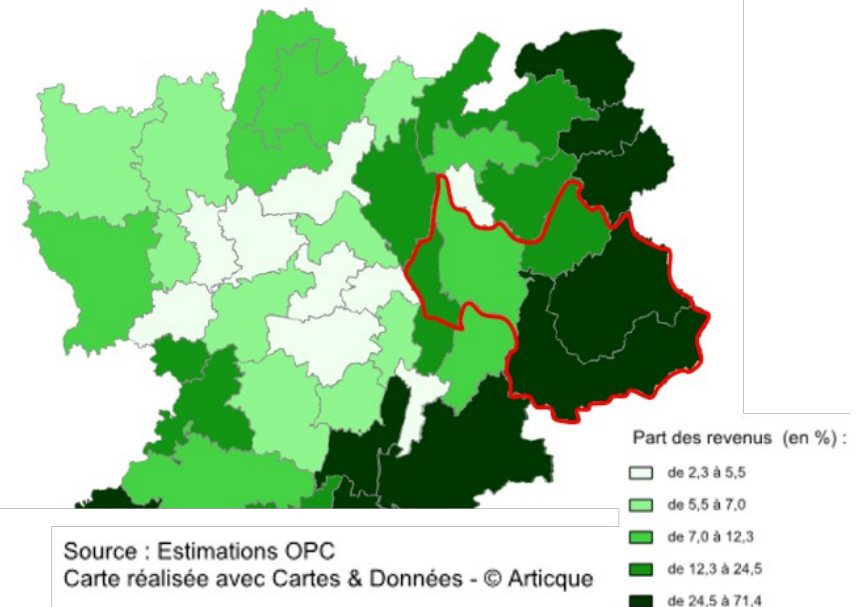 Part des revenus (en %) :
de 2,3 à 5,5
de 5,5 à 7,0
de 7,0 à 12,3
de 12,3 à 24,5
de 24,5 à 71,4
Source : Estimations OPC
Carte réalisée avec Cartes & Données - © Articque